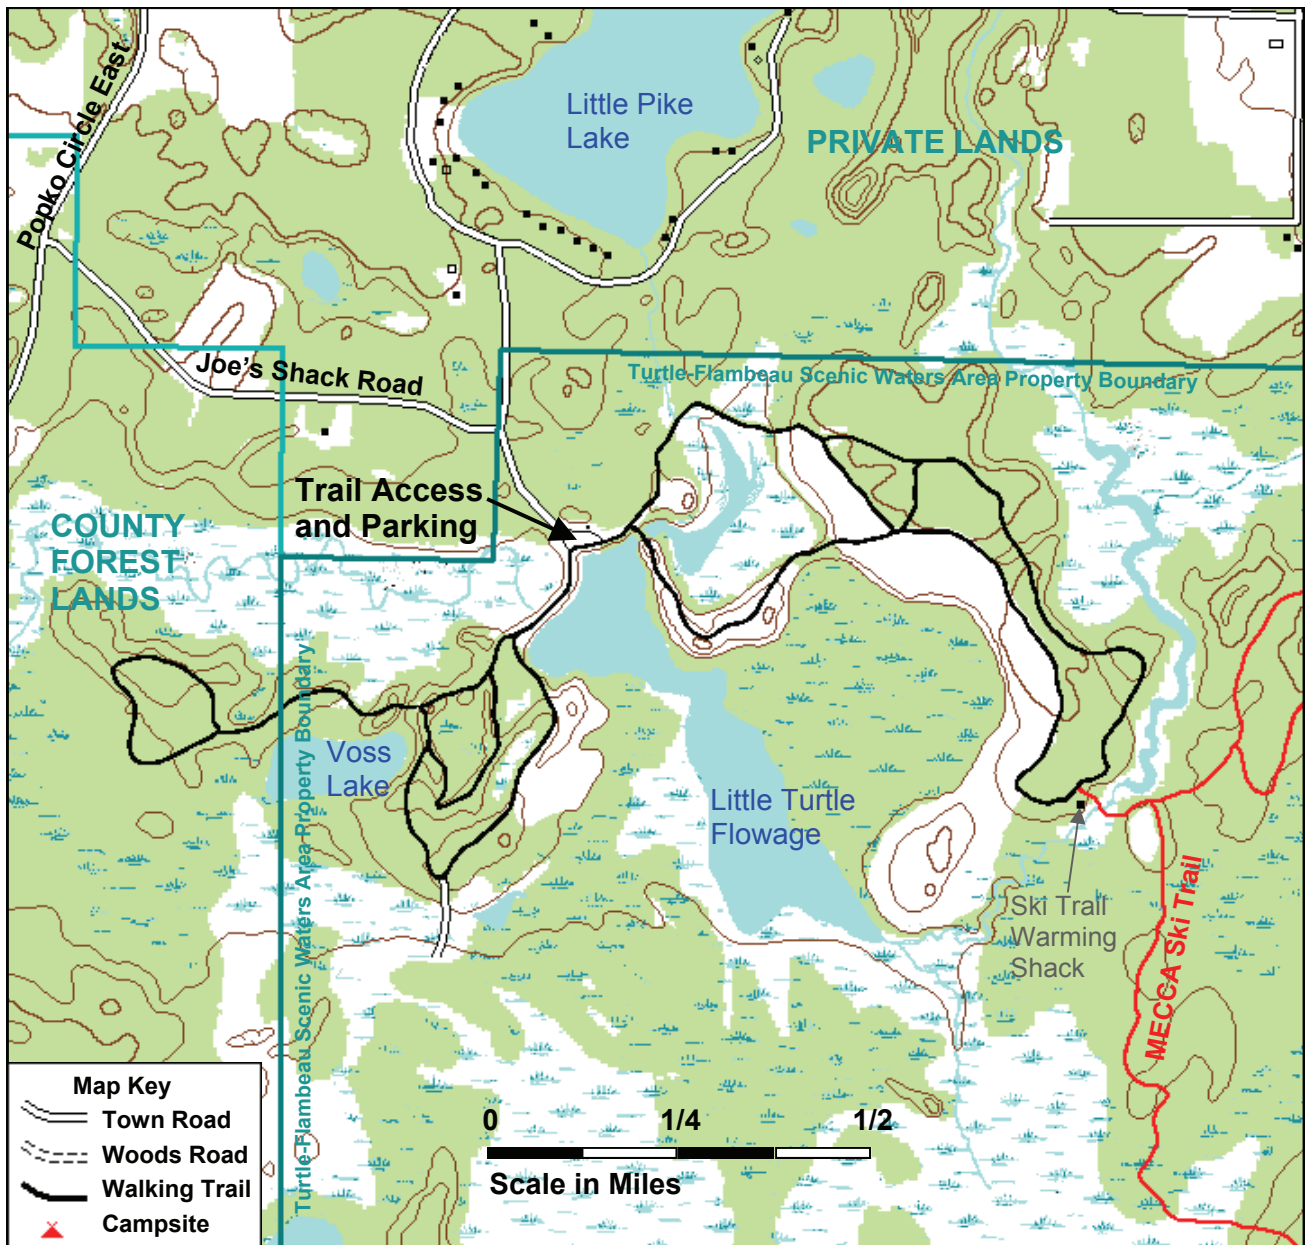 Popko Circle East
Little Pike
Lake
PRIVATE LANDS
Joe's Shack Road
Turtle-Flambeau Scenic Waters Area Property Boundary
Trail Access
and Parking
COUNTY
FOREST
LANDS
Turtle-Flambeau Scenic Waters Area Property Boundary
Voss
Lake
Little Turtle
Flowage
Ski Trail
Warming
Shack
MECCA Ski Trail
Map Key
Town Road
Woods Road
Walking Trail
Campsite
0 1/4 1/2
Scale in Miles